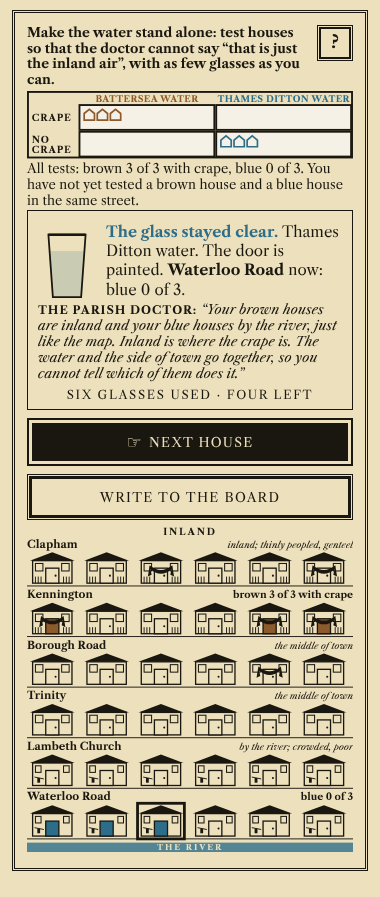 Make the water stand alone: test houses
so that the doctor cannot say “that is just
the inland air”, with as few glasses as you
can.
?
BATTERSEA WATER THAMES DITTON WATER
CRAPE
NO
CRAPE
All tests: brown 3 of 3 with crape, blue 0 of 3. You
have not yet tested a brown house and a blue house
in the same street.
The glass stayed clear. Thames
Ditton water. The door is
painted. Waterloo Road now:
blue 0 of 3.
THE PARISH DOCTOR: “Your brown houses
are inland and your blue houses by the river, just
like the map. Inland is where the crape is. The
water and the side of town go together, so you
cannot tell which of them does it.”
SIX GLASSES USED · FOUR LEFT
☞ NEXT HOUSE
WRITE TO THE BOARD
INLAND
Clapham inland; thinly peopled, genteel
Kennington brown 3 of 3 with crape
Borough Road the middle of town
Trinity the middle of town
Lambeth Church by the river; crowded, poor
Waterloo Road blue 0 of 3
THE RIVER